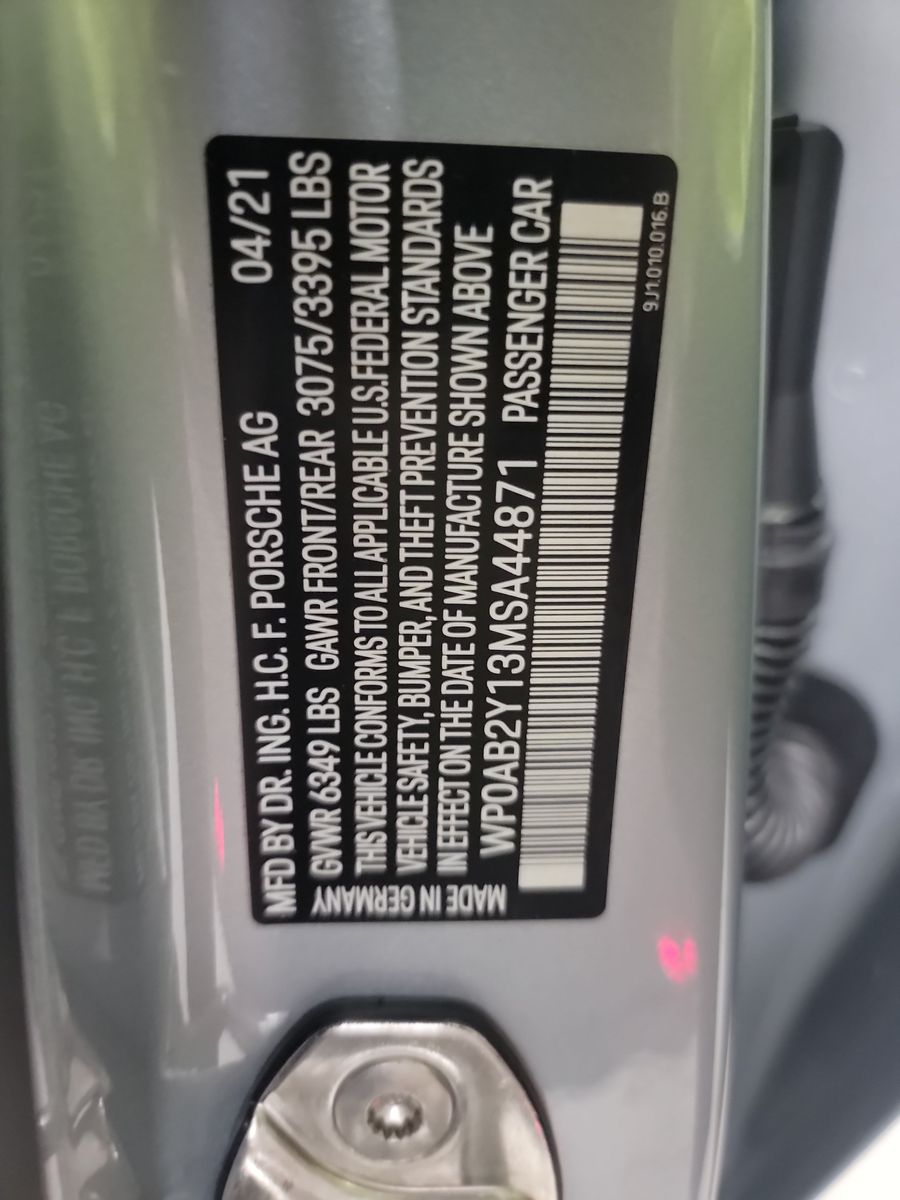 MFD BY DR. ING. H.C. F. PORSCHE AG 04/21
GVWR 6349 LBS GAWR FRONT/REAR 3075/3395 LBS
THIS VEHICLE CONFORMS TO ALL APPLICABLE U.S. FEDERAL MOTOR
VEHICLE SAFETY, BUMPER, AND THEFT PREVENTION STANDARDS
IN EFFECT ON THE DATE OF MANUFACTURE SHOWN ABOVE
WP0AB2Y13MSA44871 PASSENGER CAR
MADE IN GERMANY
9J1.010.016.B